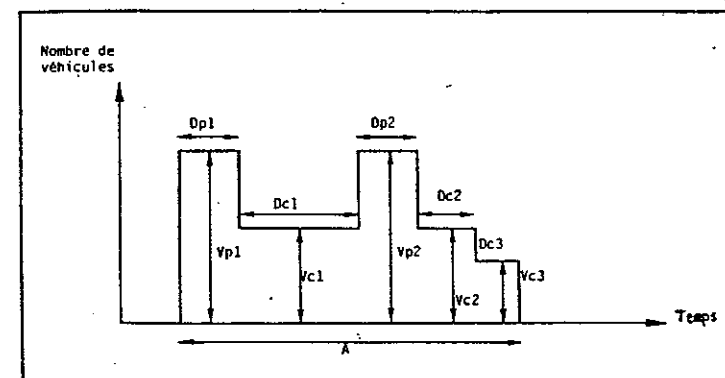 Nombre de
véhicules
Dp1
Dp2
Dc1
Dc2
Dc3
Vp1
Vc1
Vp2
Vc2
Vc3
Temps
A